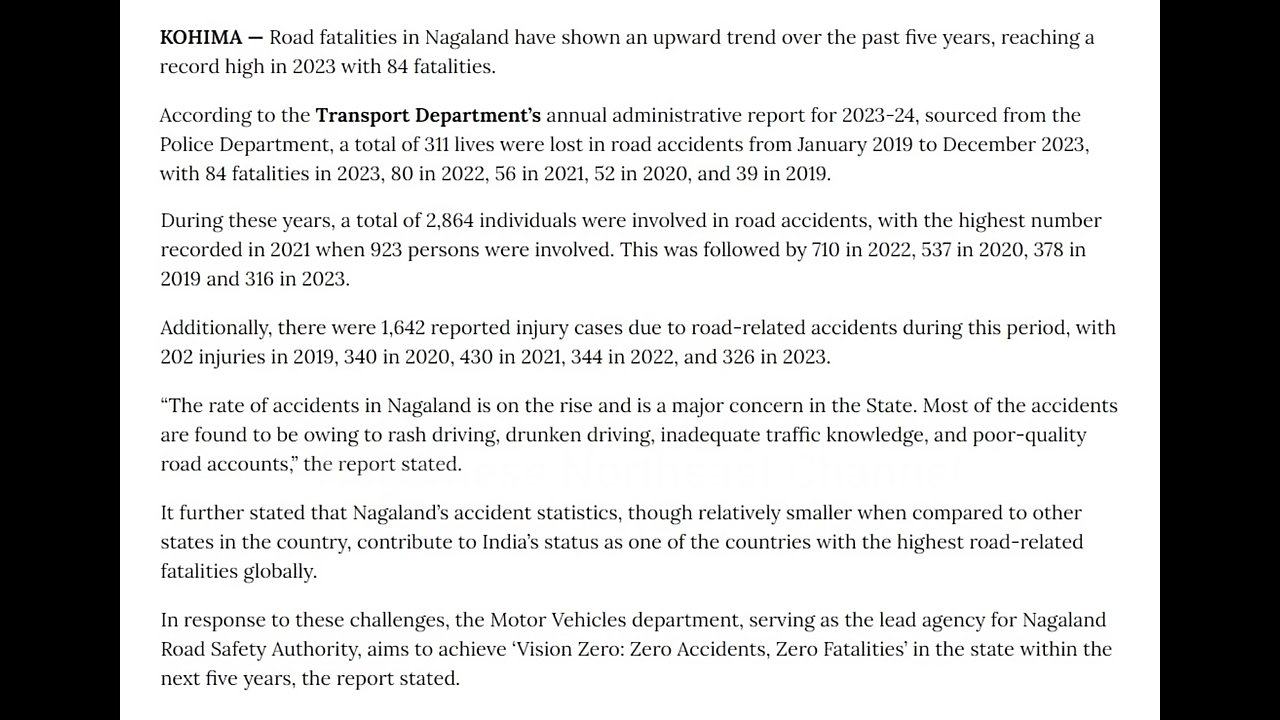 KOHIMA — Road fatalities in Nagaland have shown an upward trend over the past five years, reaching a
record high in 2023 with 84 fatalities.
According to the Transport Department’s annual administrative report for 2023-24, sourced from the
Police Department, a total of 311 lives were lost in road accidents from January 2019 to December 2023,
with 84 fatalities in 2023, 80 in 2022, 56 in 2021, 52 in 2020, and 39 in 2019.
During these years, a total of 2,864 individuals were involved in road accidents, with the highest number
recorded in 2021 when 923 persons were involved. This was followed by 710 in 2022, 537 in 2020, 378 in
2019 and 316 in 2023.
Additionally, there were 1,642 reported injury cases due to road-related accidents during this period, with
202 injuries in 2019, 340 in 2020, 430 in 2021, 344 in 2022, and 326 in 2023.
“The rate of accidents in Nagaland is on the rise and is a major concern in the State. Most of the accidents
are found to be owing to rash driving, drunken driving, inadequate traffic knowledge, and poor-quality
road accounts,” the report stated.
It further stated that Nagaland’s accident statistics, though relatively smaller when compared to other
states in the country, contribute to India’s status as one of the countries with the highest road-related
fatalities globally.
In response to these challenges, the Motor Vehicles department, serving as the lead agency for Nagaland
Road Safety Authority, aims to achieve ‘Vision Zero: Zero Accidents, Zero Fatalities’ in the state within the
next five years, the report stated.